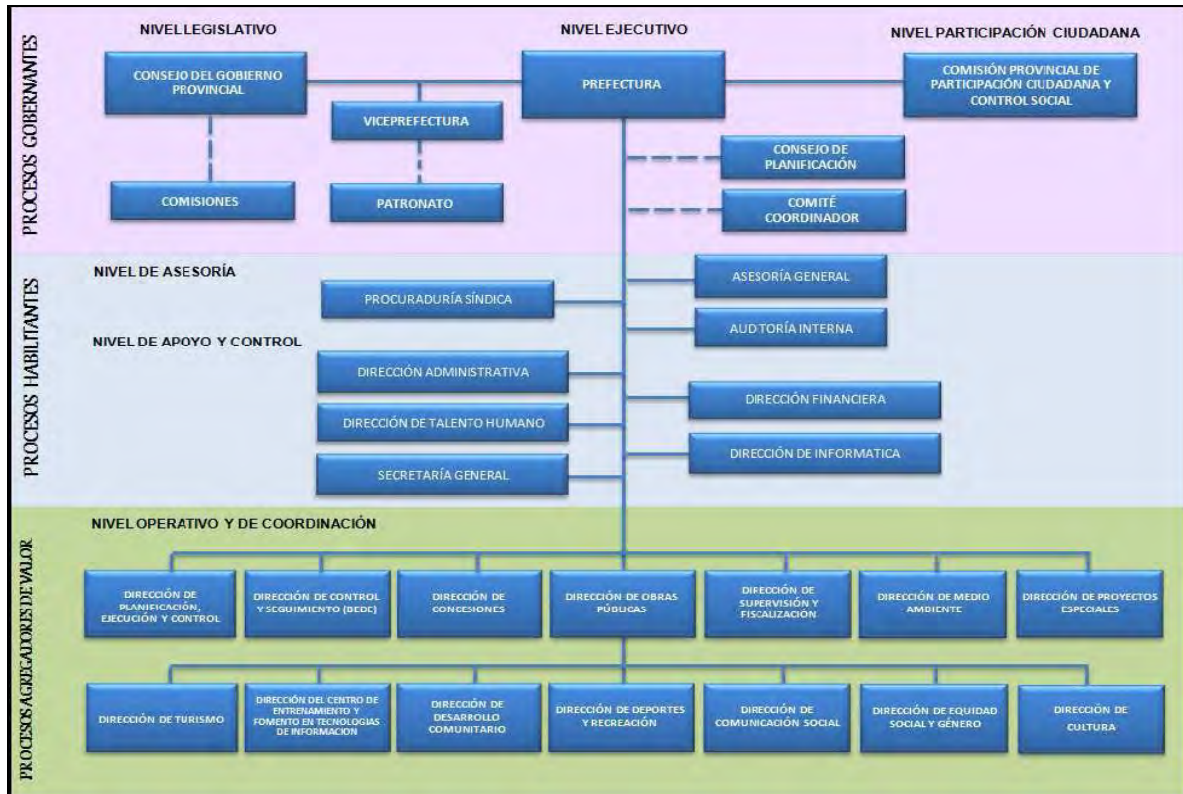 PROCESOS GOBERNANTES
NIVEL LEGISLATIVO
NIVEL EJECUTIVO
NIVEL PARTICIPACIÓN CIUDADANA
CONSEJO DEL GOBIERNO
PROVINCIAL
PREFECTURA
COMISIÓN PROVINCIAL DE
PARTICIPACIÓN CIUDADANA Y
CONTROL SOCIAL
VICEPREFECTURA
CONSEJO DE
PLANIFICACIÓN
COMISIONES
PATRONATO
COMITÉ
COORDINADOR
PROCESOS HABILITANTES
NIVEL DE ASESORÍA
ASESORÍA GENERAL
PROCURADURÍA SÍNDICA
AUDITORÍA INTERNA
NIVEL DE APOYO Y CONTROL
DIRECCIÓN ADMINISTRATIVA
DIRECCIÓN FINANCIERA
DIRECCIÓN DE TALENTO HUMANO
DIRECCIÓN DE INFORMATICA
SECRETARÍA GENERAL
PROCESOS AGREGADORES DE VALOR
NIVEL OPERATIVO Y DE COORDINACIÓN
DIRECCIÓN DE
PLANIFICACIÓN,
EJECUCIÓN Y CONTROL
DIRECCIÓN DE CONTROL
Y SEGUIMIENTO (BEDE)
DIRECCIÓN DE
CONCESIONES
DIRECCIÓN DE OBRAS
PÚBLICAS
DIRECCIÓN DE
SUPERVISIÓN Y
FISCALIZACIÓN
DIRECCIÓN DE MEDIO
AMBIENTE
DIRECCIÓN DE PROYECTOS
ESPECIALES
DIRECCIÓN DE TURISMO
DIRECCIÓN DEL CENTRO DE
ENTRENAMIENTO Y
FOMENTO EN TECNOLOGIAS
DE INFORMACION
DIRECCIÓN DE
DESARROLLO
COMUNITARIO
DIRECCIÓN DE DEPORTES
Y RECREACIÓN
DIRECCIÓN DE
COMUNICACIÓN SOCIAL
DIRECCIÓN DE EQUIDAD
SOCIAL Y GÉNERO
DIRECCIÓN DE
CULTURA